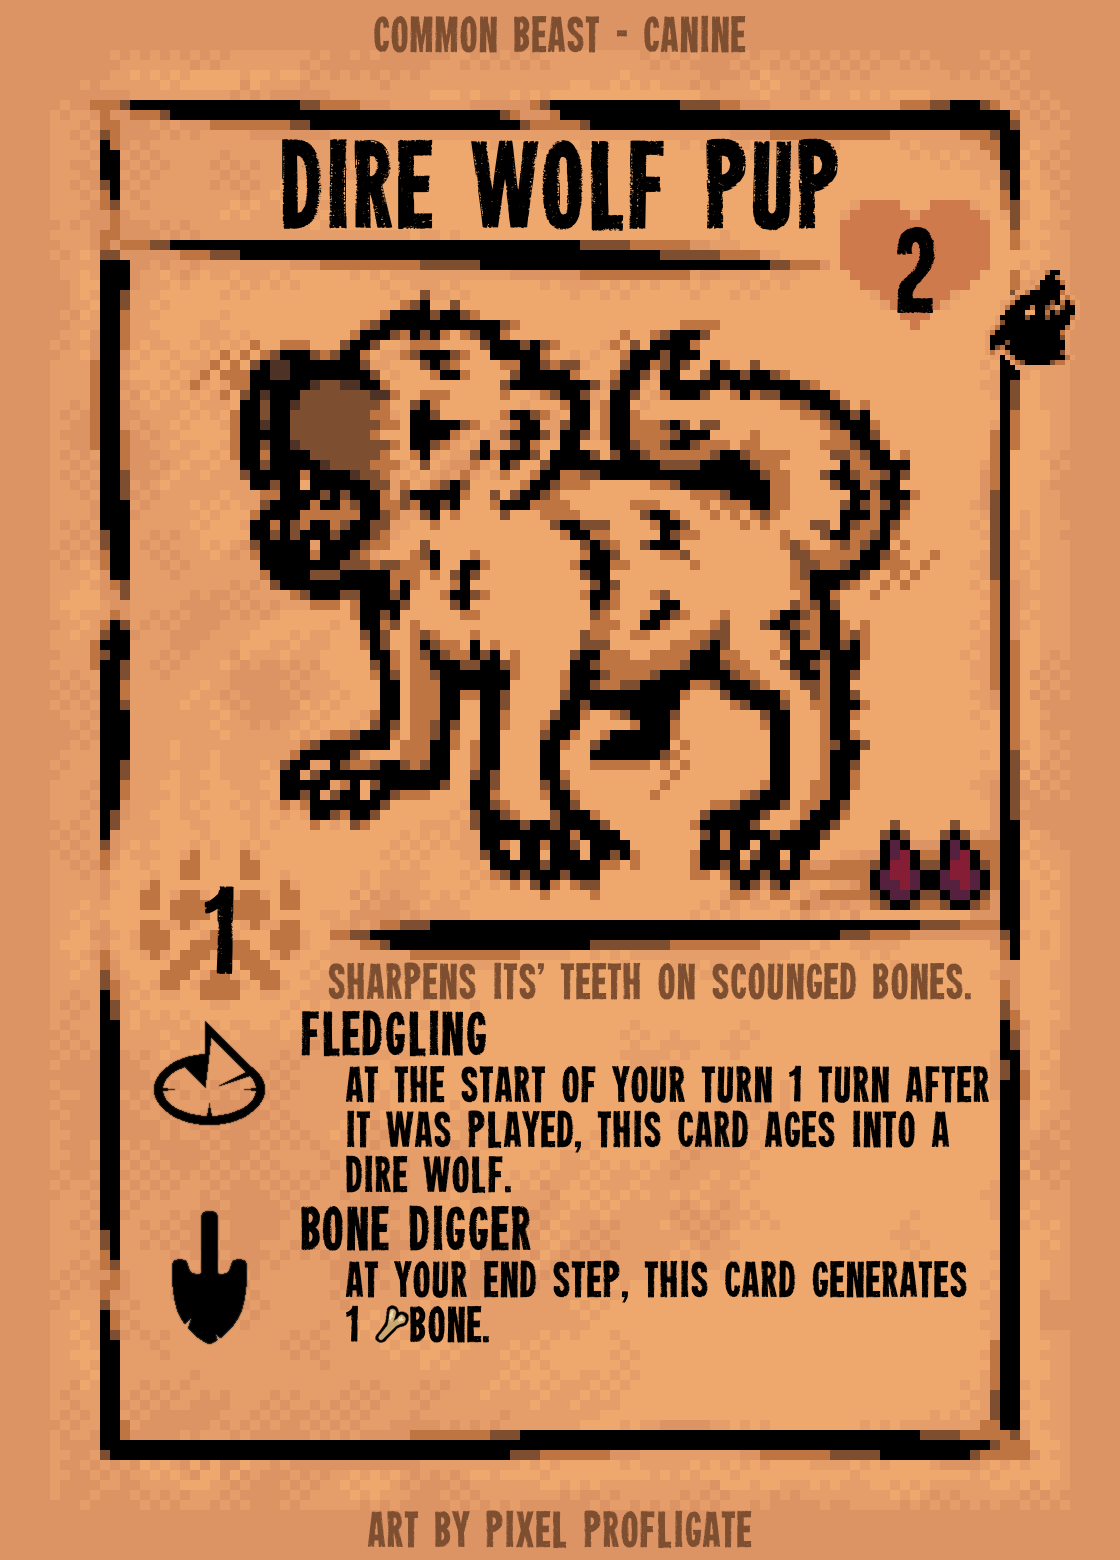 COMMON BEAST - CANINE
DIRE WOLF PUP
2
1
SHARPENS ITS' TEETH ON SCOUNGED BONES.
FLEDGLING
AT THE START OF YOUR TURN 1 TURN AFTER
IT WAS PLAYED, THIS CARD AGES INTO A
DIRE WOLF.
BONE DIGGER
AT YOUR END STEP, THIS CARD GENERATES
1 BONE.
ART BY PIXEL PROFLIGATE